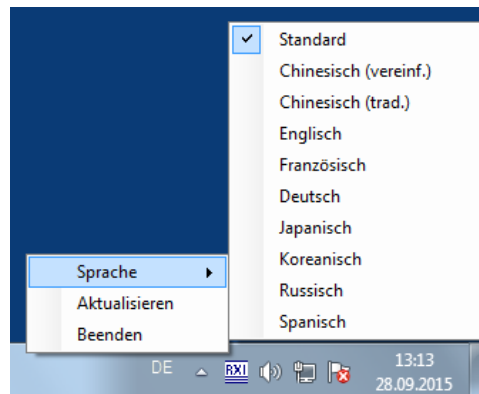 Standard
Chinesisch (vereinf.)
Chinesisch (trad.)
Englisch
Französisch
Deutsch
Japanisch
Koreanisch
Russisch
Spanisch
Sprache
Aktualisieren
Beenden
DE
RXI
13:13
28.09.2015